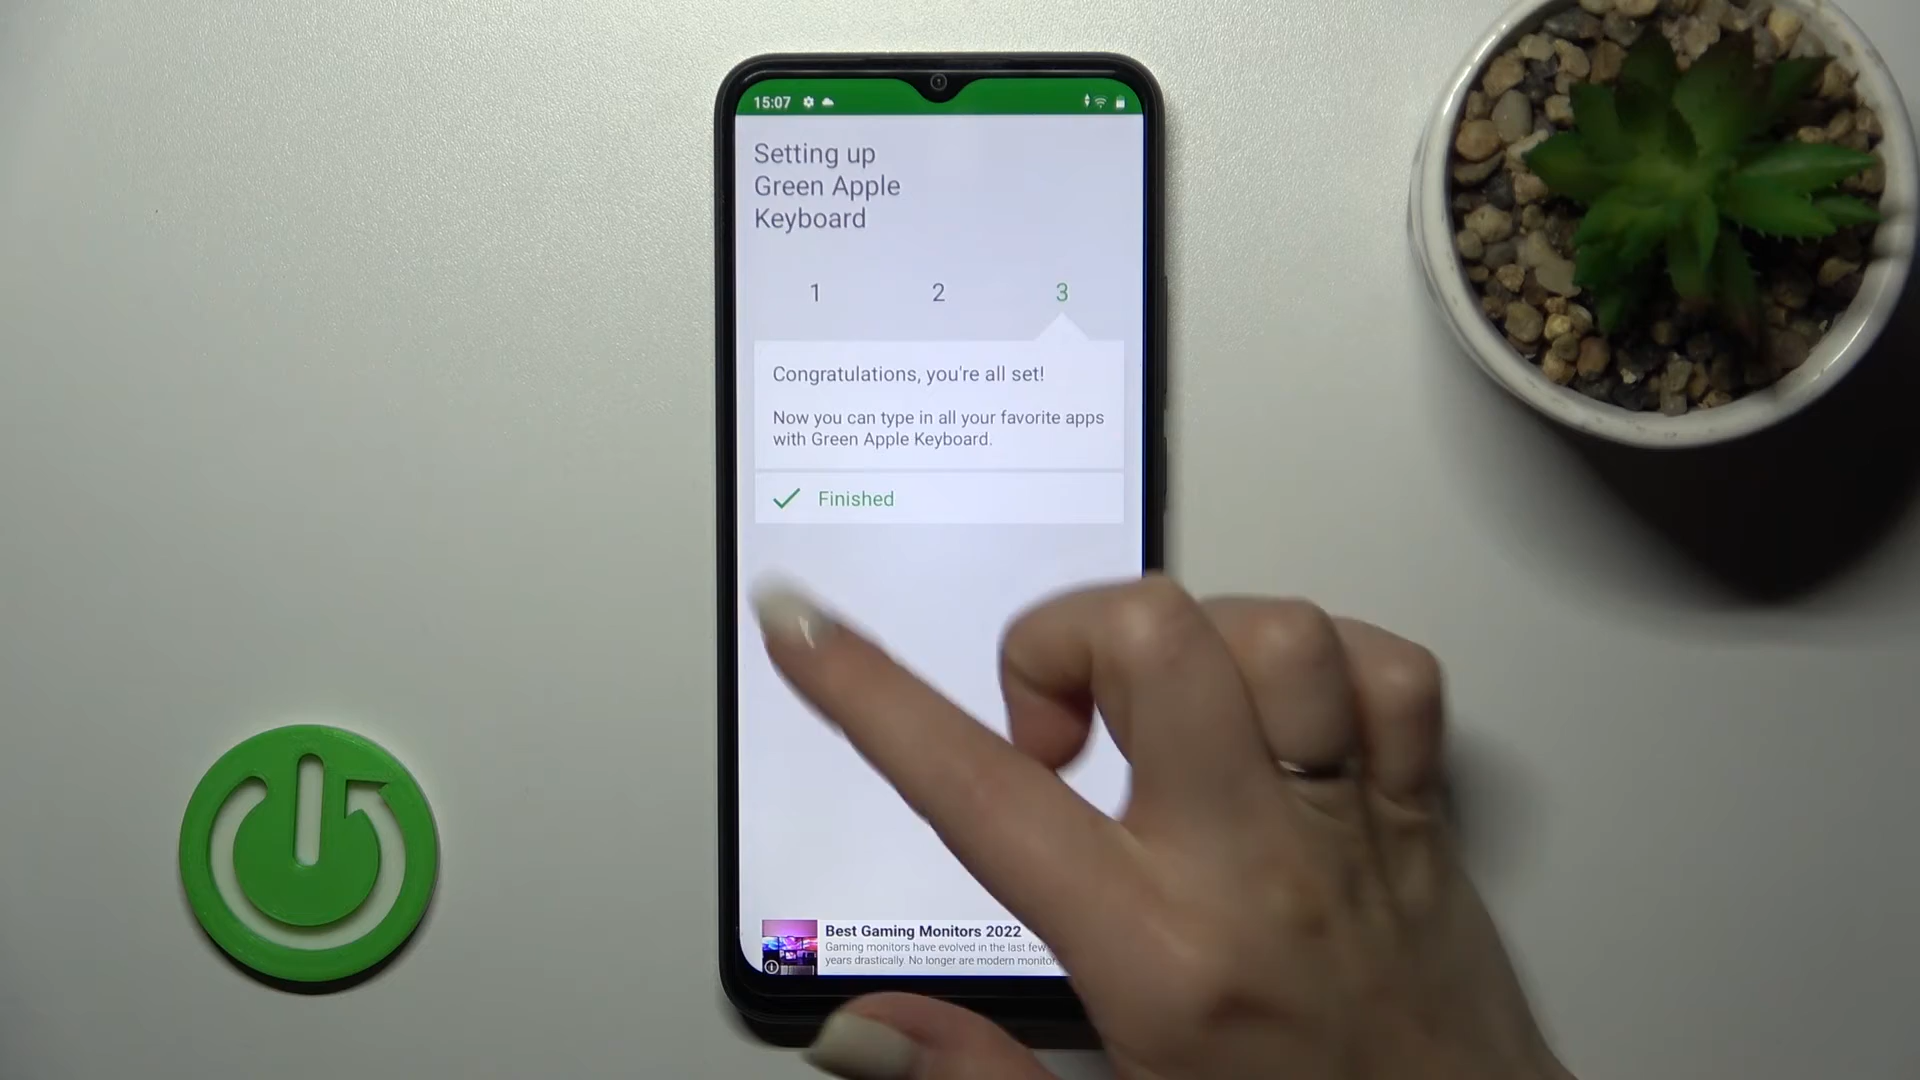 15:07
Setting up
Green Apple
Keyboard
1 2 3
Congratulations, you're all set!
Now you can type in all your favorite apps
with Green Apple Keyboard.
Finished
Best Gaming Monitors 2022
Gaming monitors have evolved in the last few
years drastically. No longer are modern monitor